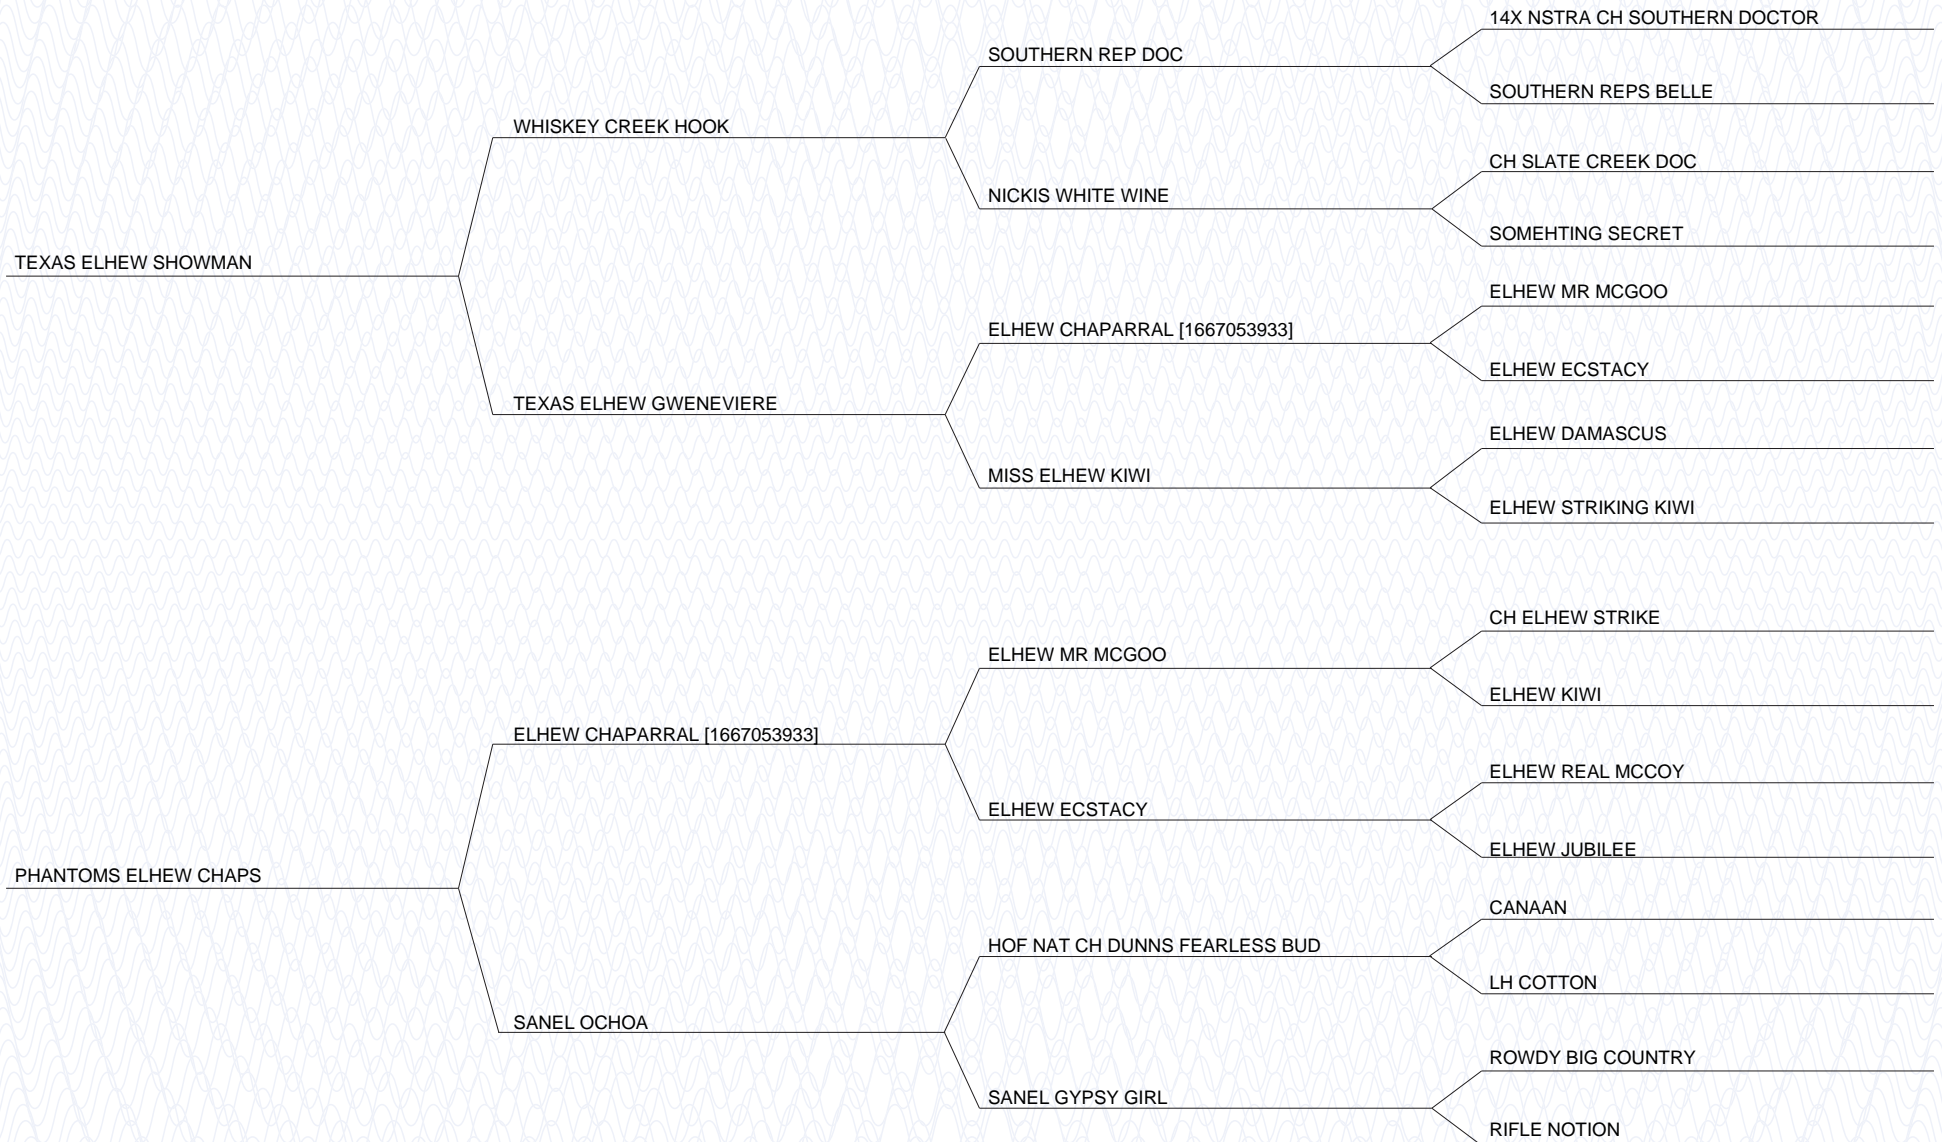 14X NSTRA CH SOUTHERN DOCTOR
SOUTHERN REP DOC
SOUTHERN REPS BELLE
WHISKEY CREEK HOOK
CH SLATE CREEK DOC
NICKIS WHITE WINE
SOMEHTING SECRET
TEXAS ELHEW SHOWMAN
ELHEW MR MCGOO
ELHEW CHAPARRAL [1667053933]
ELHEW ECSTACY
TEXAS ELHEW GWENEVIERE
ELHEW DAMASCUS
MISS ELHEW KIWI
ELHEW STRIKING KIWI
CH ELHEW STRIKE
ELHEW MR MCGOO
ELHEW KIWI
ELHEW CHAPARRAL [1667053933]
ELHEW REAL MCCOY
ELHEW ECSTACY
ELHEW JUBILEE
PHANTOMS ELHEW CHAPS
CANAAN
HOF NAT CH DUNNS FEARLESS BUD
LH COTTON
SANEL OCHOA
ROWDY BIG COUNTRY
SANEL GYPSY GIRL
RIFLE NOTION